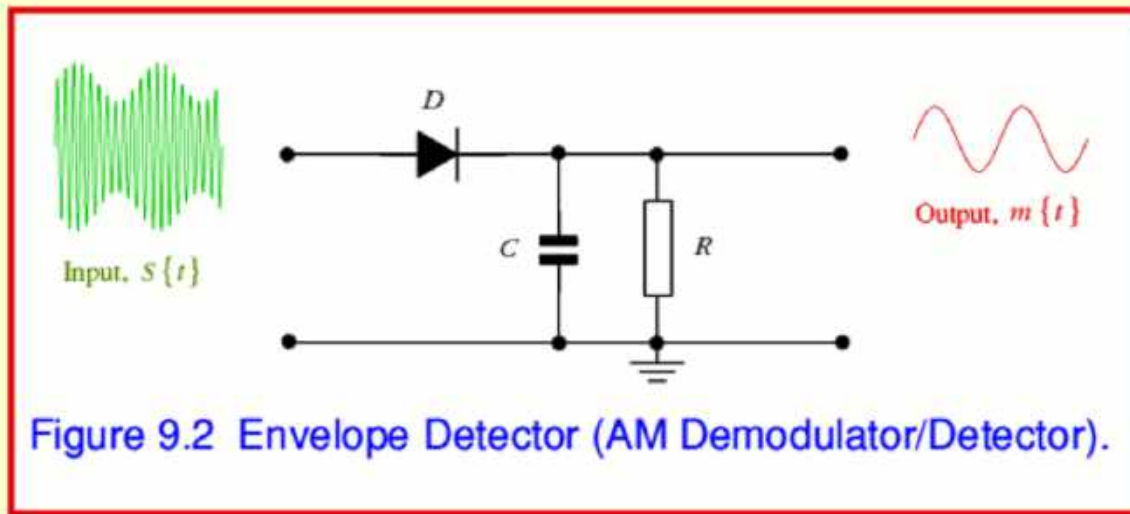 D
Output, m{t}
C
R
Input, S{t}
Figure 9.2 Envelope Detector (AM Demodulator/Detector).